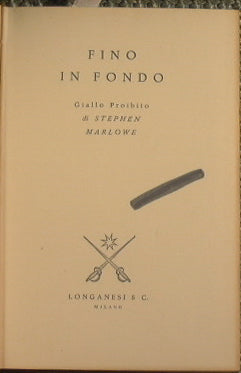 FINO
IN FONDO
Giallo Proibito
di STEPHEN
MARLOWE
LONGANESI & C.
MILANO